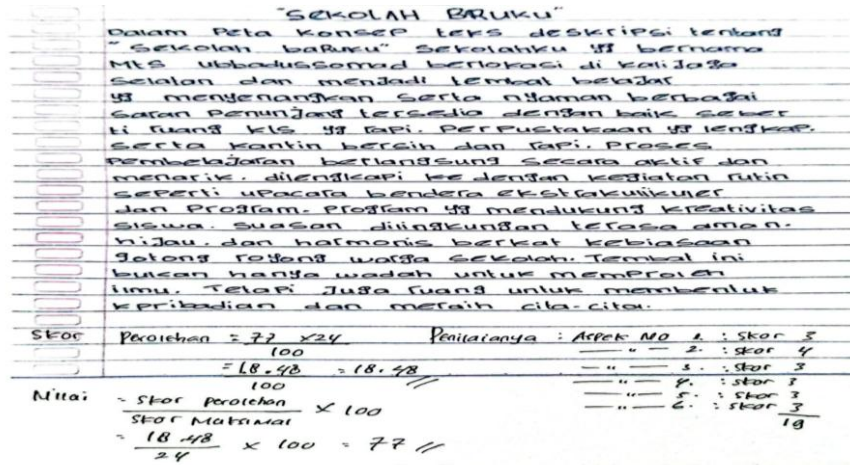 "SEKOLAH BARUKU"
Dalam Peta Konsep teks deskripsi tentang
"Sekolah baRuku" Sekolahku yg bernama
Mts ubbadussomad berlokasi di kaliJaga
Selatan dan menJadi tempat belaJar
yg menyenangkan serta nyaman berbagai
Saran PenunJang tersedia dengan baik seper
ti ruang kls yg rapi. PerPustakaan yg lengkap.
serta kantin bersih dan rapi. Proses
PembelaJaran berlangsung secara aktif dan
menarik. dilengkapi ke dengan kegiatan rutin
sePerti uPacara bendera ekstrakulikuler
dan Program-Program yg mendukung kreativitas
siswa. suasan dilingkungan terasa aman.
hiJau. dan harmonis berkat kebiasaan
gotong royong warga sekolah. Tempat ini
bukan hanya wadah untuk memProleh
ilmu. TetaPi Juga ruang untuk membentuk
kpribadian dan meraih cita-cita.
Skor Perolehan = 77 x 24 Penilaianya : Aspek No 1. : Skor 3
100 — " — 2. : skor 4
= 18.48 = 18.48 — " — 3. : skor 3
100 — " — 4. : skor 3
Nilai = Skor perolehan x 100 — " — 5. : skor 3
Skor Maksimal — " — 6. : skor 3
19
= 18.48 x 100 = 77
24